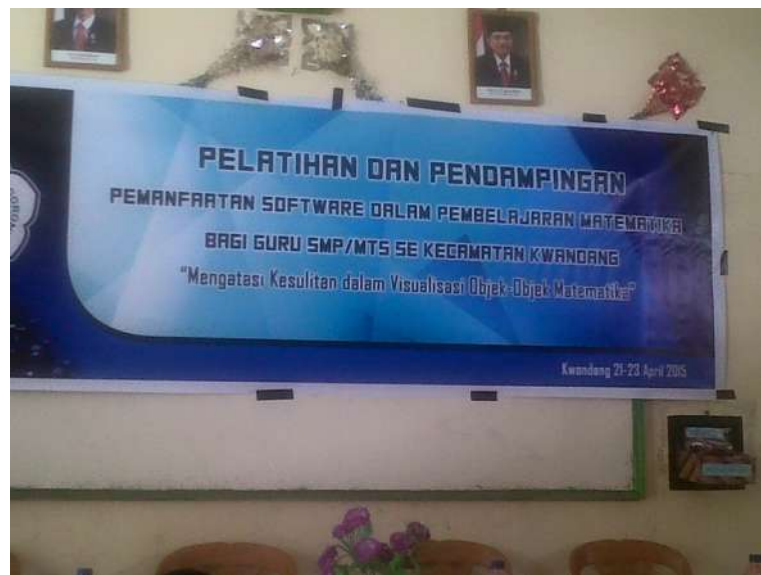 PELATIHAN DAN PENDAMPINGAN
PEMANFAATAN SOFTWARE DALAM PEMBELAJARAN MATEMATIKA
BAGI GURU SMP/MTS SE KECAMATAN KWANDANG
"Mengatasi Kesulitan dalam Visualisasi Objek-Objek Matematika"
Kwandang 21-23 April 2015